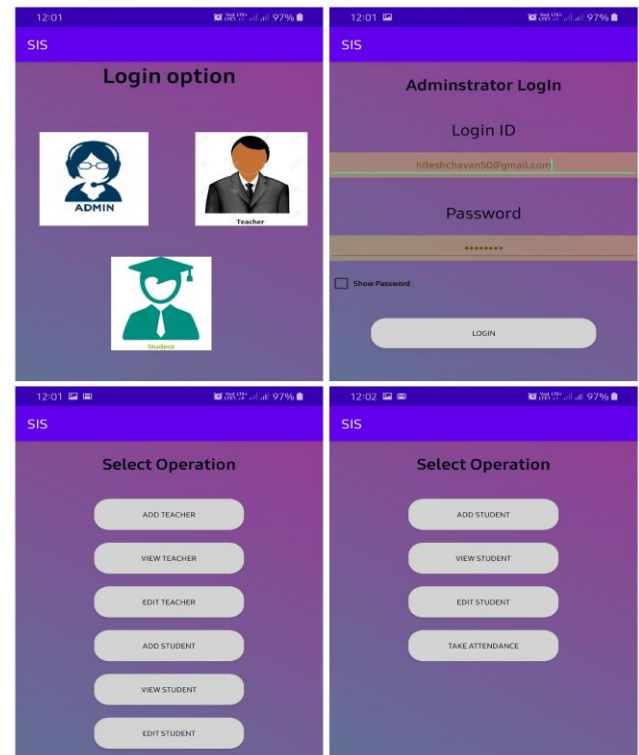 12:01 97%
SIS
Login option
ADMIN
Teacher
Student
12:01 97%
SIS
Adminstrator LogIn
Login ID
hiteshchavan50@gmail.com
Password
********
Show Password
LOGIN
12:01 97%
SIS
Select Operation
ADD TEACHER
VIEW TEACHER
EDIT TEACHER
ADD STUDENT
VIEW STUDENT
EDIT STUDENT
12:02 97%
SIS
Select Operation
ADD STUDENT
VIEW STUDENT
EDIT STUDENT
TAKE ATTENDANCE